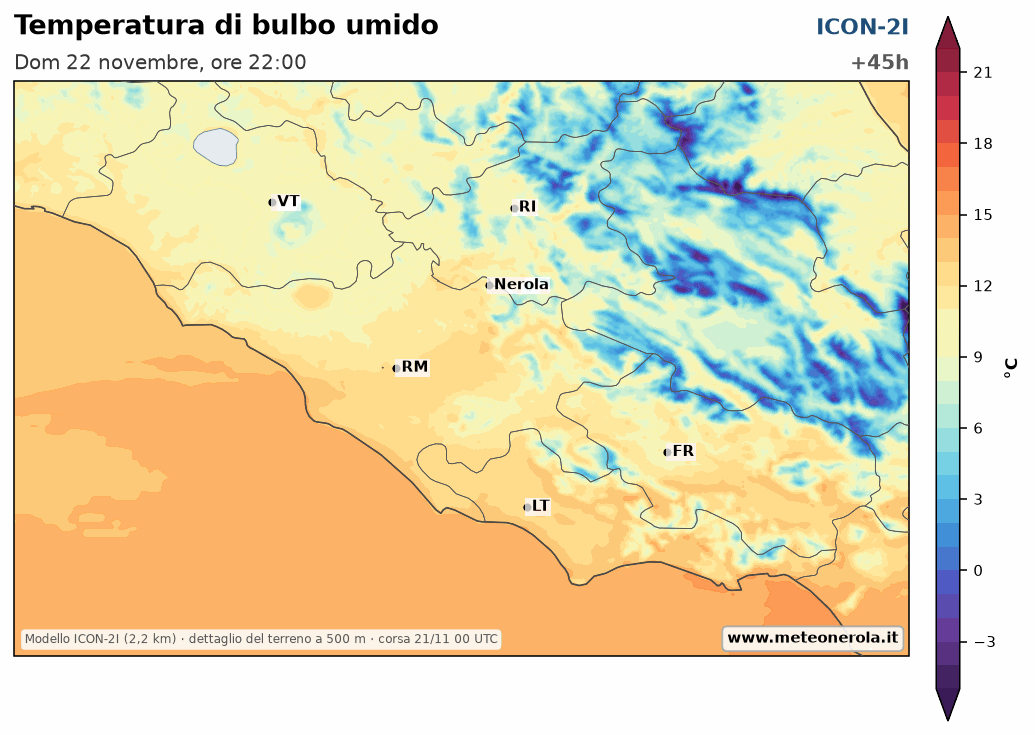 Temperatura di bulbo umido
ICON-2I
Dom 22 novembre, ore 22:00
+45h
VT
RI
Nerola
RM
FR
LT
21
18
15
12
9
6
3
0
−3
°C
Modello ICON-2I (2,2 km) · dettaglio del terreno a 500 m · corsa 21/11 00 UTC
www.meteonerola.it